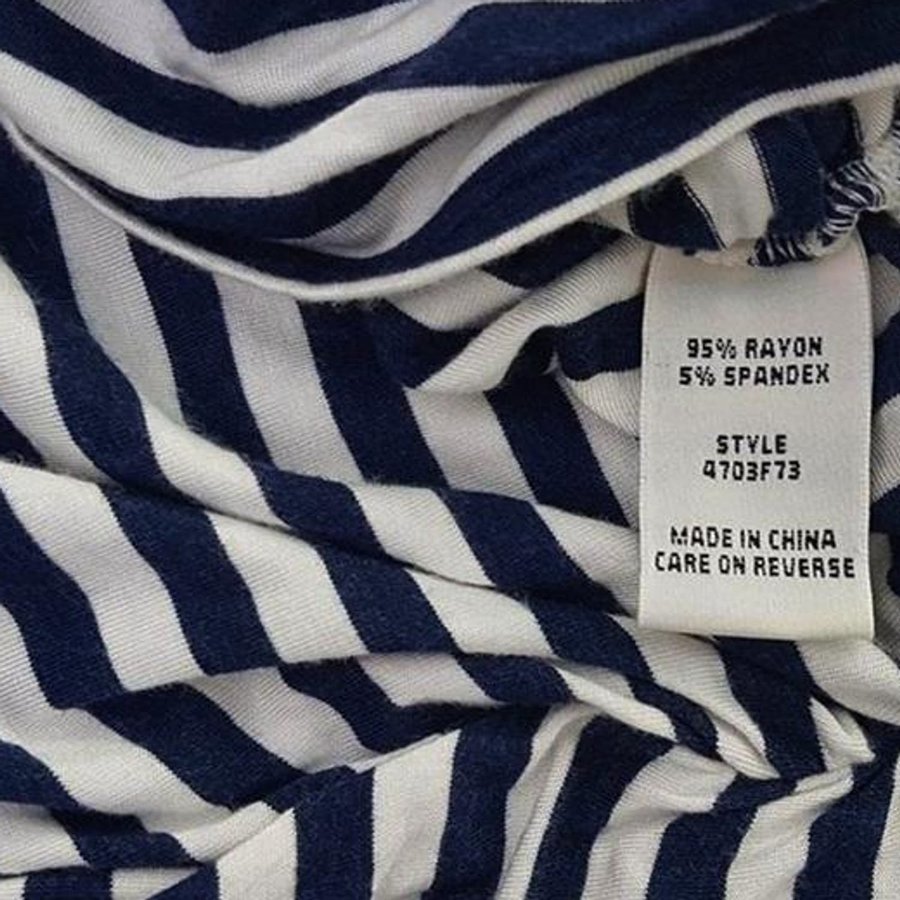 95% RAYON
5% SPANDEX
STYLE
4703F73
MADE IN CHINA
CARE ON REVERSE